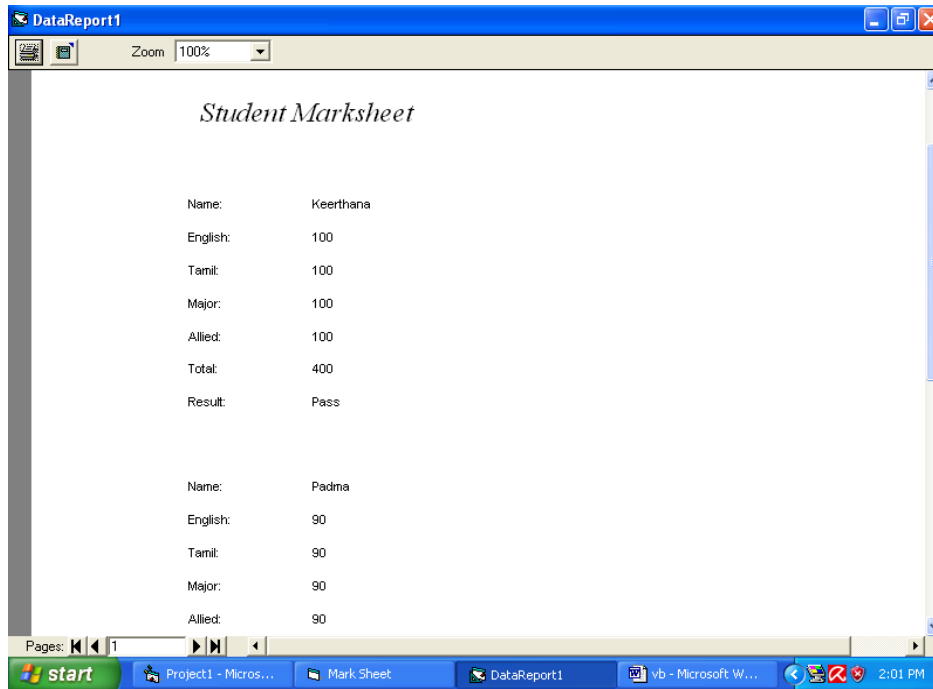 DataReport1
Zoom 100%
Student Marksheet
Name: Keerthana
English: 100
Tamil: 100
Major: 100
Allied: 100
Total: 400
Result: Pass
Name: Padma
English: 90
Tamil: 90
Major: 90
Allied: 90
Pages: 1
start Project1 - Micros... Mark Sheet DataReport1 vb - Microsoft W... 2:01 PM